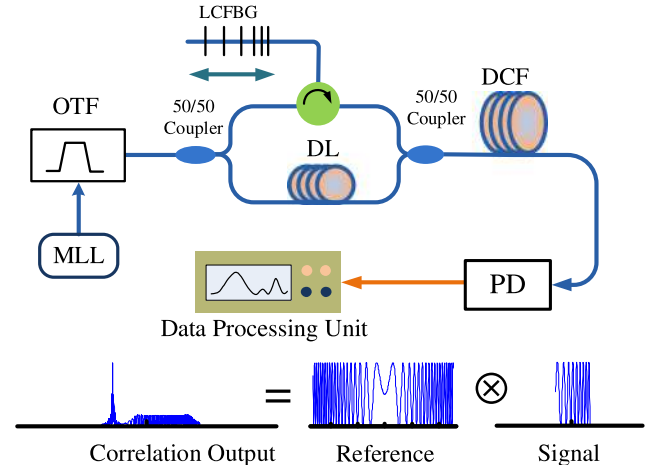 LCFBG
OTF
50/50
Coupler
50/50
Coupler
DCF
DL
MLL
PD
Data Processing Unit
=
⊗
Correlation Output
Reference
Signal